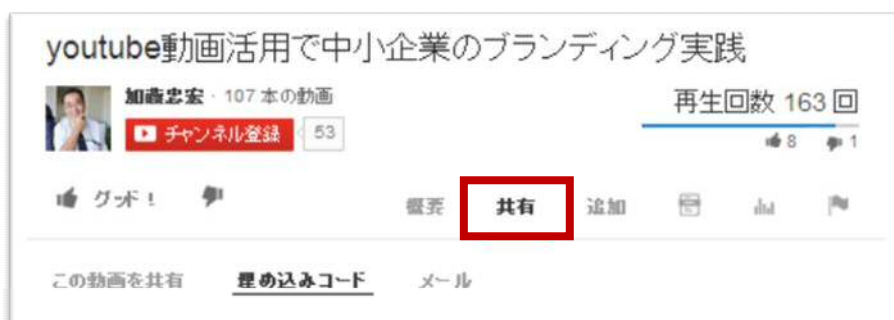 youtube動画活用で中小企業のブランディング実践
加藤忠宏・107 本の動画
再生回数 163 回
チャンネル登録 53
8 1
グッド！
概要 共有 追加
この動画を共有 埋め込みコード メール